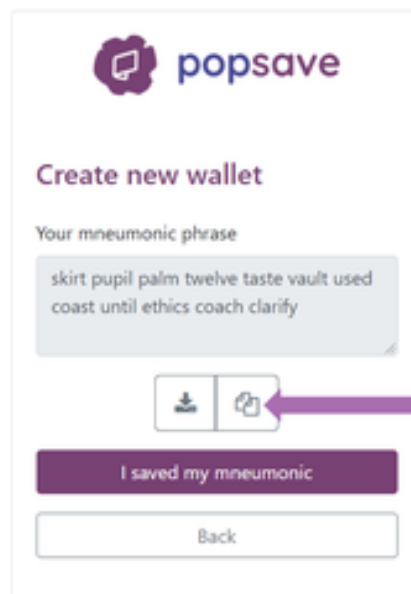 popsave
Create new wallet
Your mneumonic phrase
skirt pupil palm twelve taste vault used
coast until ethics coach clarify
I saved my mneumonic
Back